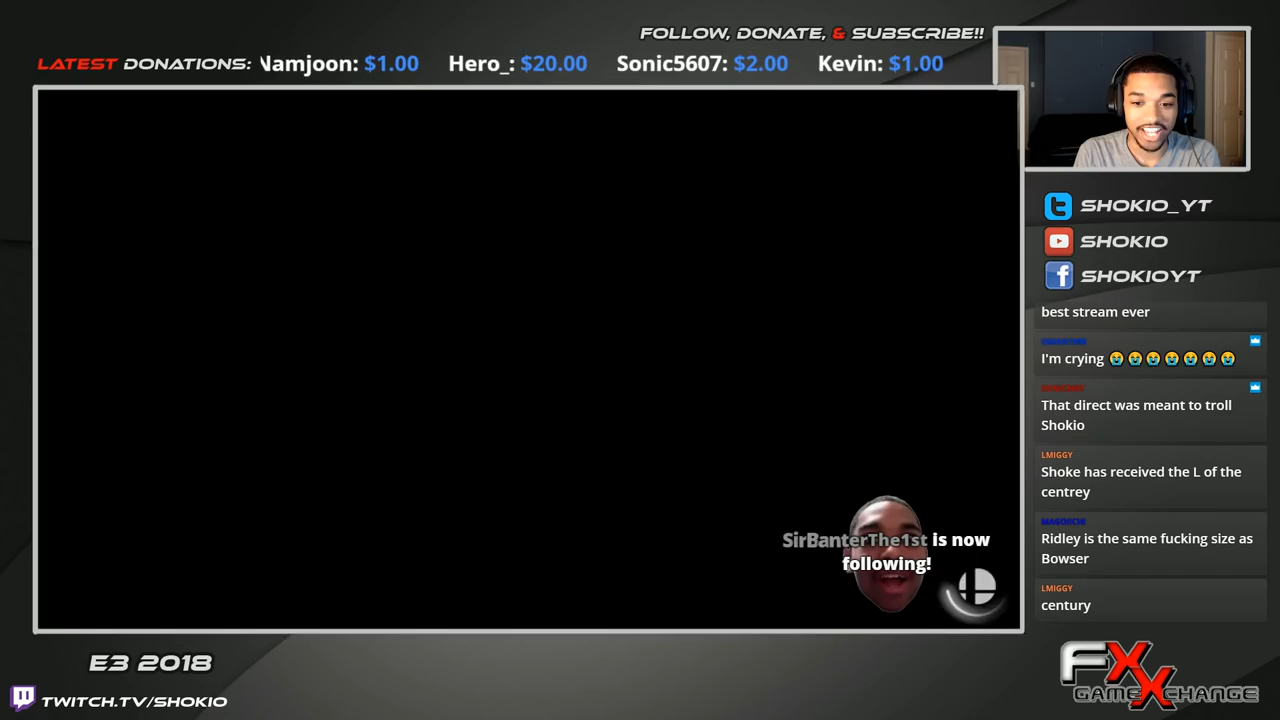 FOLLOW, DONATE, & SUBSCRIBE!!
LATEST DONATIONS: Namjoon: $1.00 Hero_: $20.00 Sonic5607: $2.00 Kevin: $1.00
SHOKIO_YT
SHOKIO
SHOKIOYT
best stream ever
I'm crying 😭😭😭😭😭😭😭
That direct was meant to troll
Shokio
LMIGGY
Shoke has received the L of the
centrey
MAGOIICHI
Ridley is the same fucking size as
Bowser
LMIGGY
century
SirBanterThe1st is now
following!
E3 2018
TWITCH.TV/SHOKIO
FXX
GAMEXCHANGE